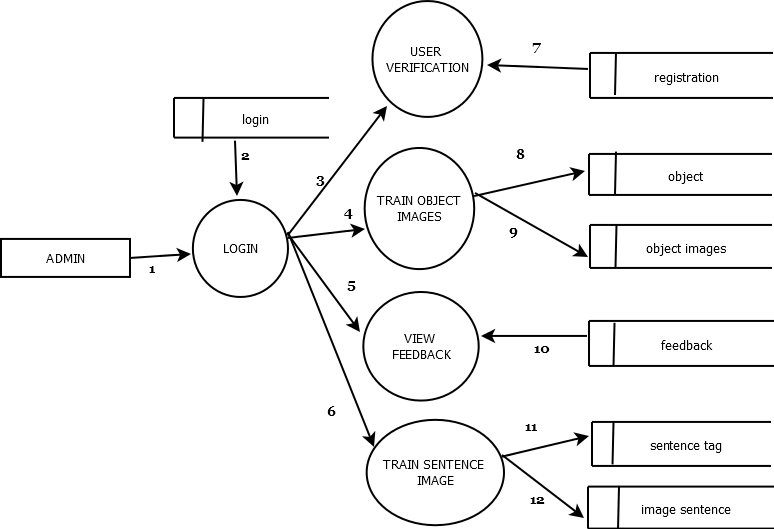 USER
VERIFICATION
7
registration
login
2
3
TRAIN OBJECT
IMAGES
8
object
4
9
object images
ADMIN
1
LOGIN
5
VIEW
FEEDBACK
10
feedback
6
TRAIN SENTENCE
IMAGE
11
sentence tag
12
image sentence